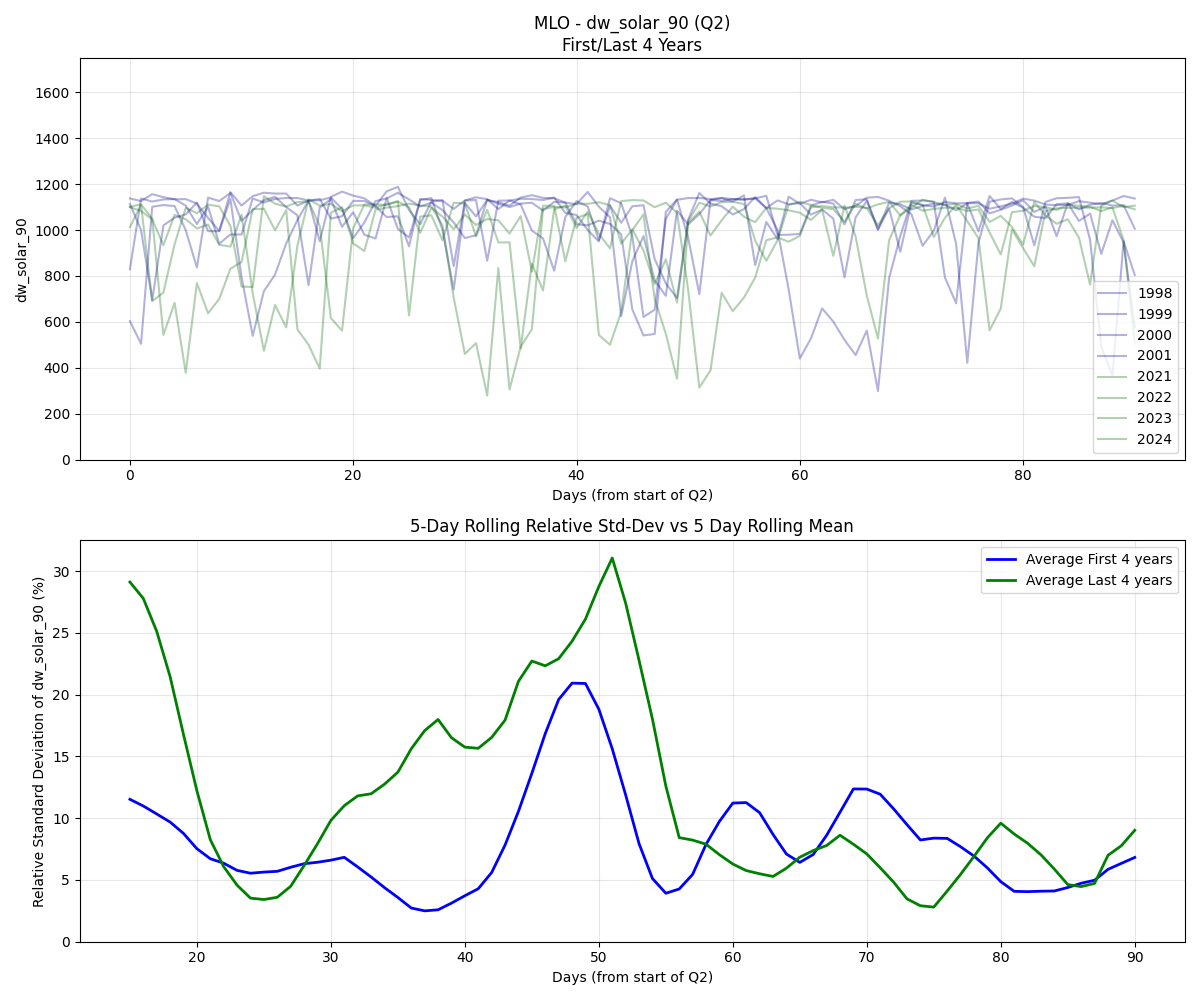 MLO - dw_solar_90 (Q2)
First/Last 4 Years
dw_solar_90
1600
1400
1200
1000
800
600
400
200
0
0 20 40 60 80
Days (from start of Q2)
1998
1999
2000
2001
2021
2022
2023
2024
5-Day Rolling Relative Std-Dev vs 5 Day Rolling Mean
Relative Standard Deviation of dw_solar_90 (%)
30
25
20
15
10
5
0
20 30 40 50 60 70 80 90
Days (from start of Q2)
Average First 4 years
Average Last 4 years